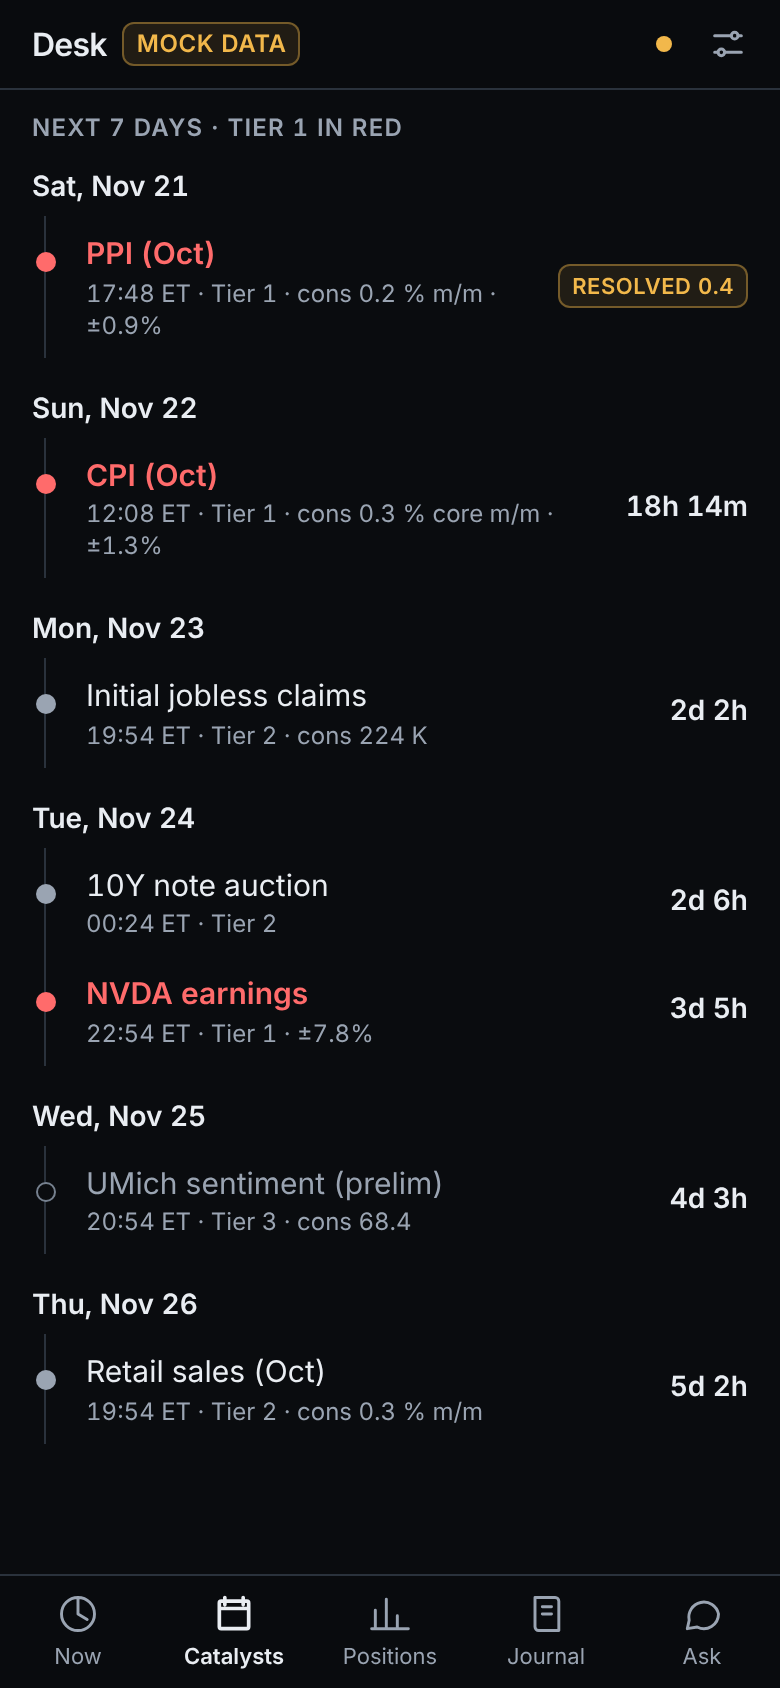 Desk
MOCK DATA
NEXT 7 DAYS · TIER 1 IN RED
Sat, Nov 21
PPI (Oct)
17:48 ET · Tier 1 · cons 0.2 % m/m ·
±0.9%
RESOLVED 0.4
Sun, Nov 22
CPI (Oct)
12:08 ET · Tier 1 · cons 0.3 % core m/m ·
±1.3%
18h 14m
Mon, Nov 23
Initial jobless claims
19:54 ET · Tier 2 · cons 224 K
2d 2h
Tue, Nov 24
10Y note auction
00:24 ET · Tier 2
2d 6h
NVDA earnings
22:54 ET · Tier 1 · ±7.8%
3d 5h
Wed, Nov 25
UMich sentiment (prelim)
20:54 ET · Tier 3 · cons 68.4
4d 3h
Thu, Nov 26
Retail sales (Oct)
19:54 ET · Tier 2 · cons 0.3 % m/m
5d 2h
Now
Catalysts
Positions
Journal
Ask